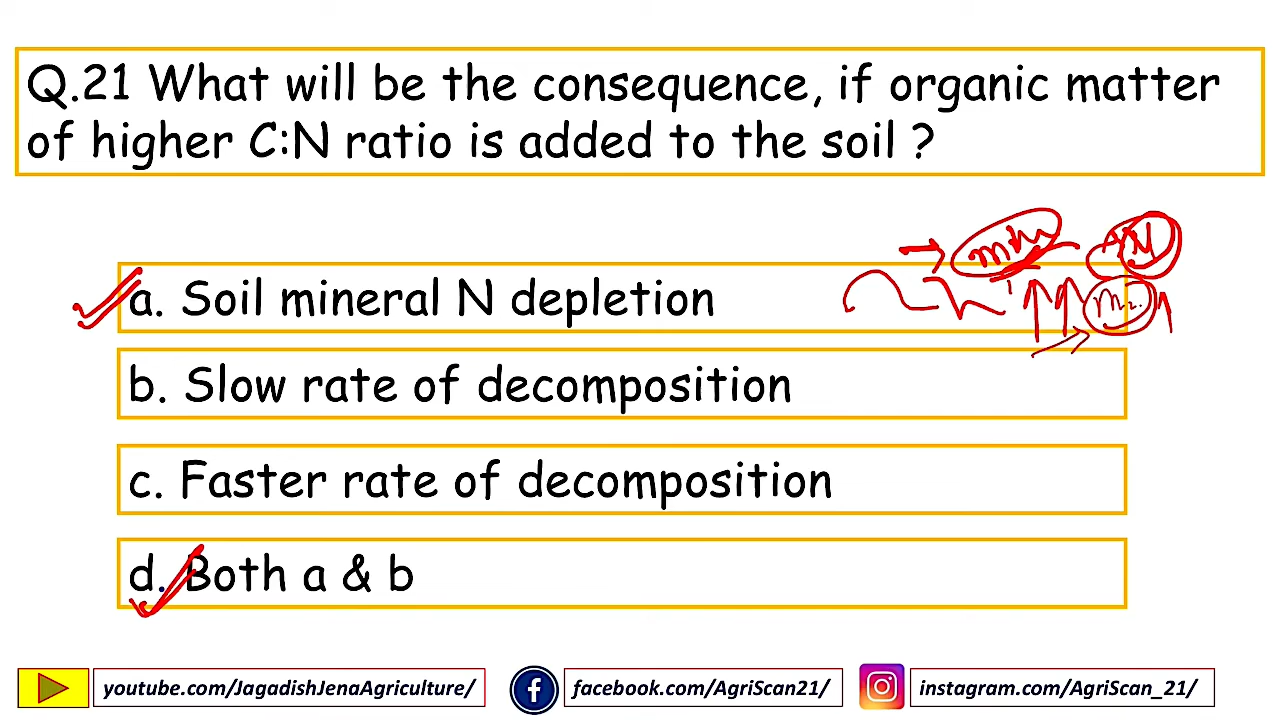 Q.21 What will be the consequence, if organic matter
of higher C:N ratio is added to the soil ?
a. Soil mineral N depletion
b. Slow rate of decomposition
c. Faster rate of decomposition
d. Both a & b
youtube.com/JagadishJenaAgriculture/
facebook.com/AgriScan21/
instagram.com/AgriScan_21/